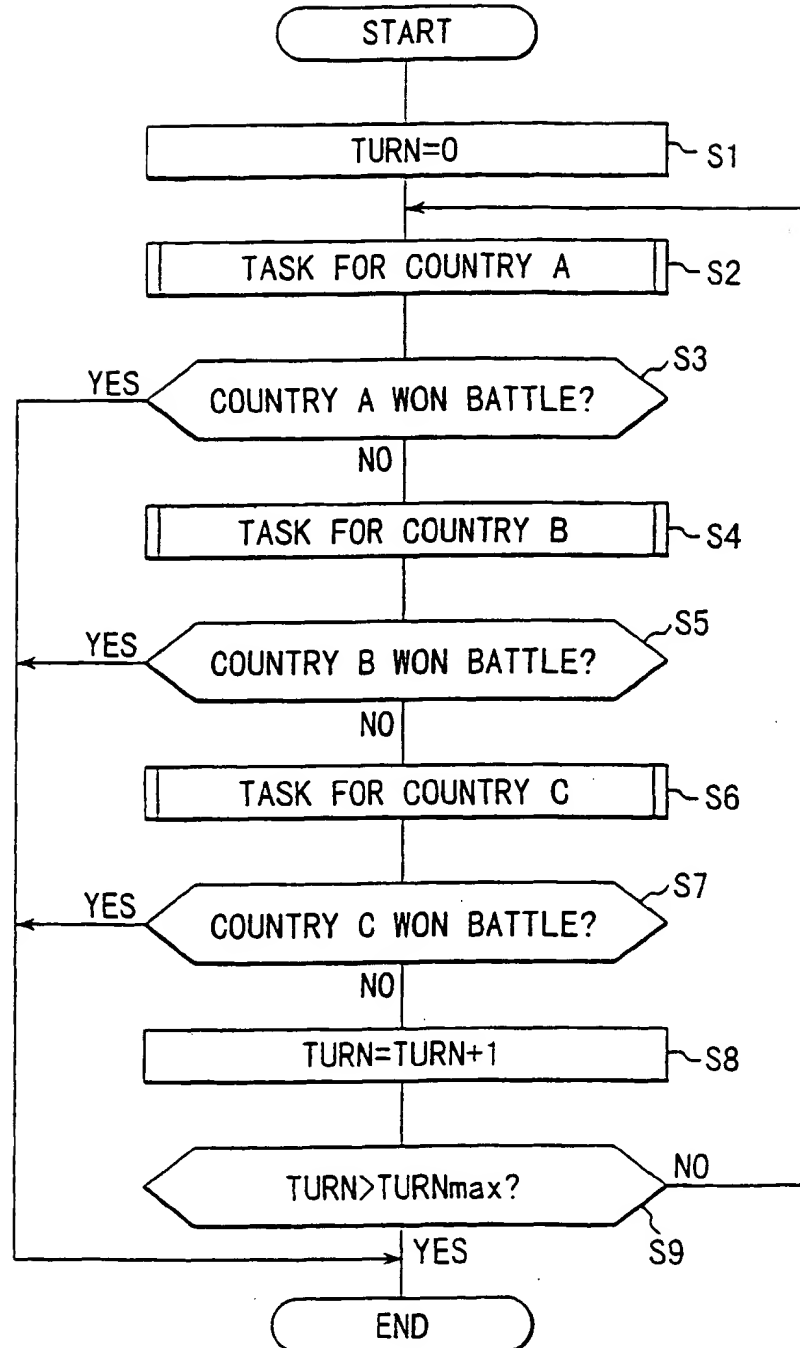 START
TURN=0 S1
TASK FOR COUNTRY A S2
S3
YES COUNTRY A WON BATTLE?
NO
TASK FOR COUNTRY B S4
S5
YES COUNTRY B WON BATTLE?
NO
TASK FOR COUNTRY C S6
S7
YES COUNTRY C WON BATTLE?
NO
TURN=TURN+1 S8
TURN>TURNmax? NO
S9
YES
END